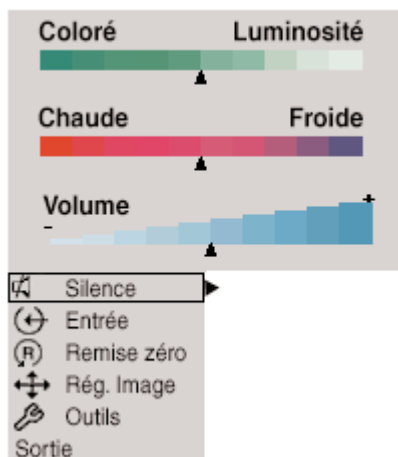 Coloré Luminosité
Chaude Froide
Volume
- +
Silence
Entrée
R Remise zéro
Rég. Image
Outils
Sortie